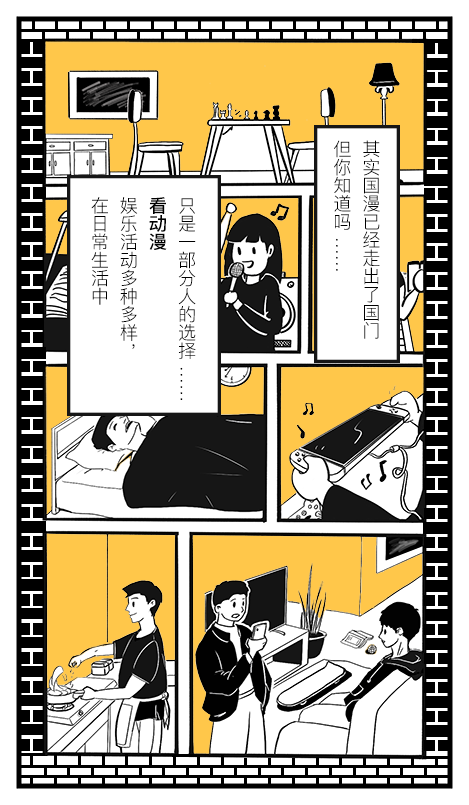 在日常生活中
娱乐活动多种多样，
看动漫
只是一部分人的选择……
但你知道吗……
其实国漫已经走出了国门